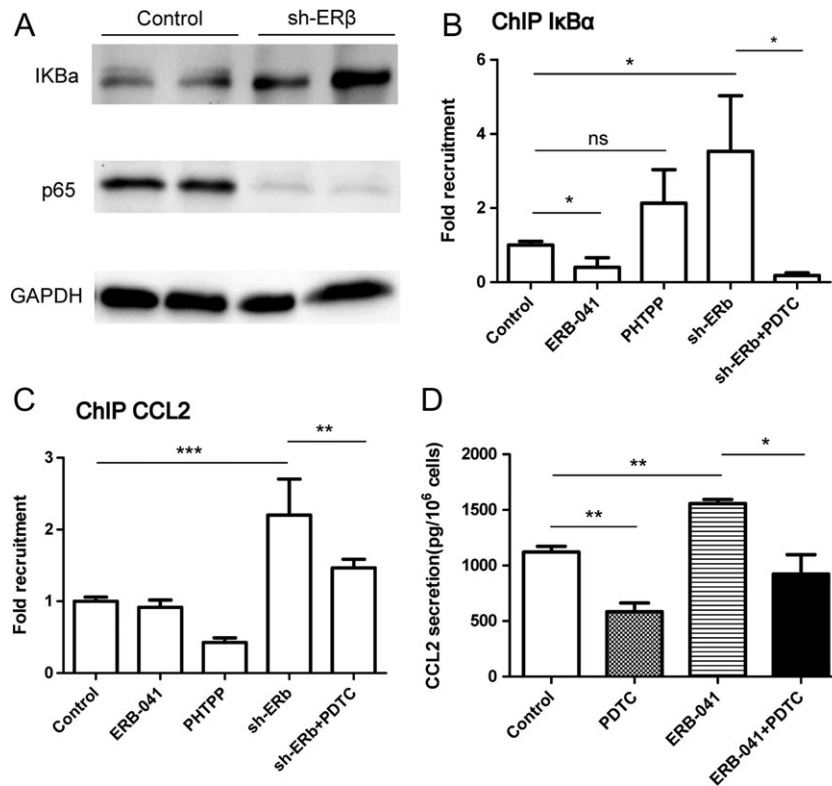 A
Control
sh-ERβ
IKBa
p65
GAPDH
B
ChIP IκBα
Fold recruitment
6
4
2
0
*
*
ns
*
Control
ERB-041
PHTPP
sh-ERb
sh-ERb+PDTC
C
ChIP CCL2
Fold recruitment
3
2
1
0
***
**
Control
ERB-041
PHTPP
sh-ERb
sh-ERb+PDTC
D
CCL2 secretion(pg/10⁶ cells)
2000
1500
1000
500
0
**
*
**
Control
PDTC
ERB-041
ERB-041+PDTC